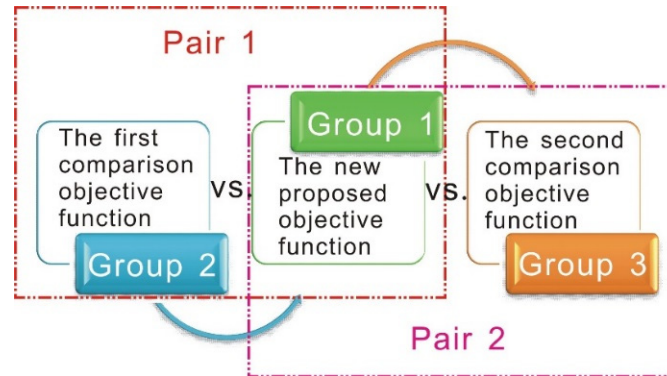 Pair 1
The first
comparison
objective
function
Group 2
vs.
Group 1
The new
proposed
objective
function
vs.
The second
comparison
objective
function
Group 3
Pair 2